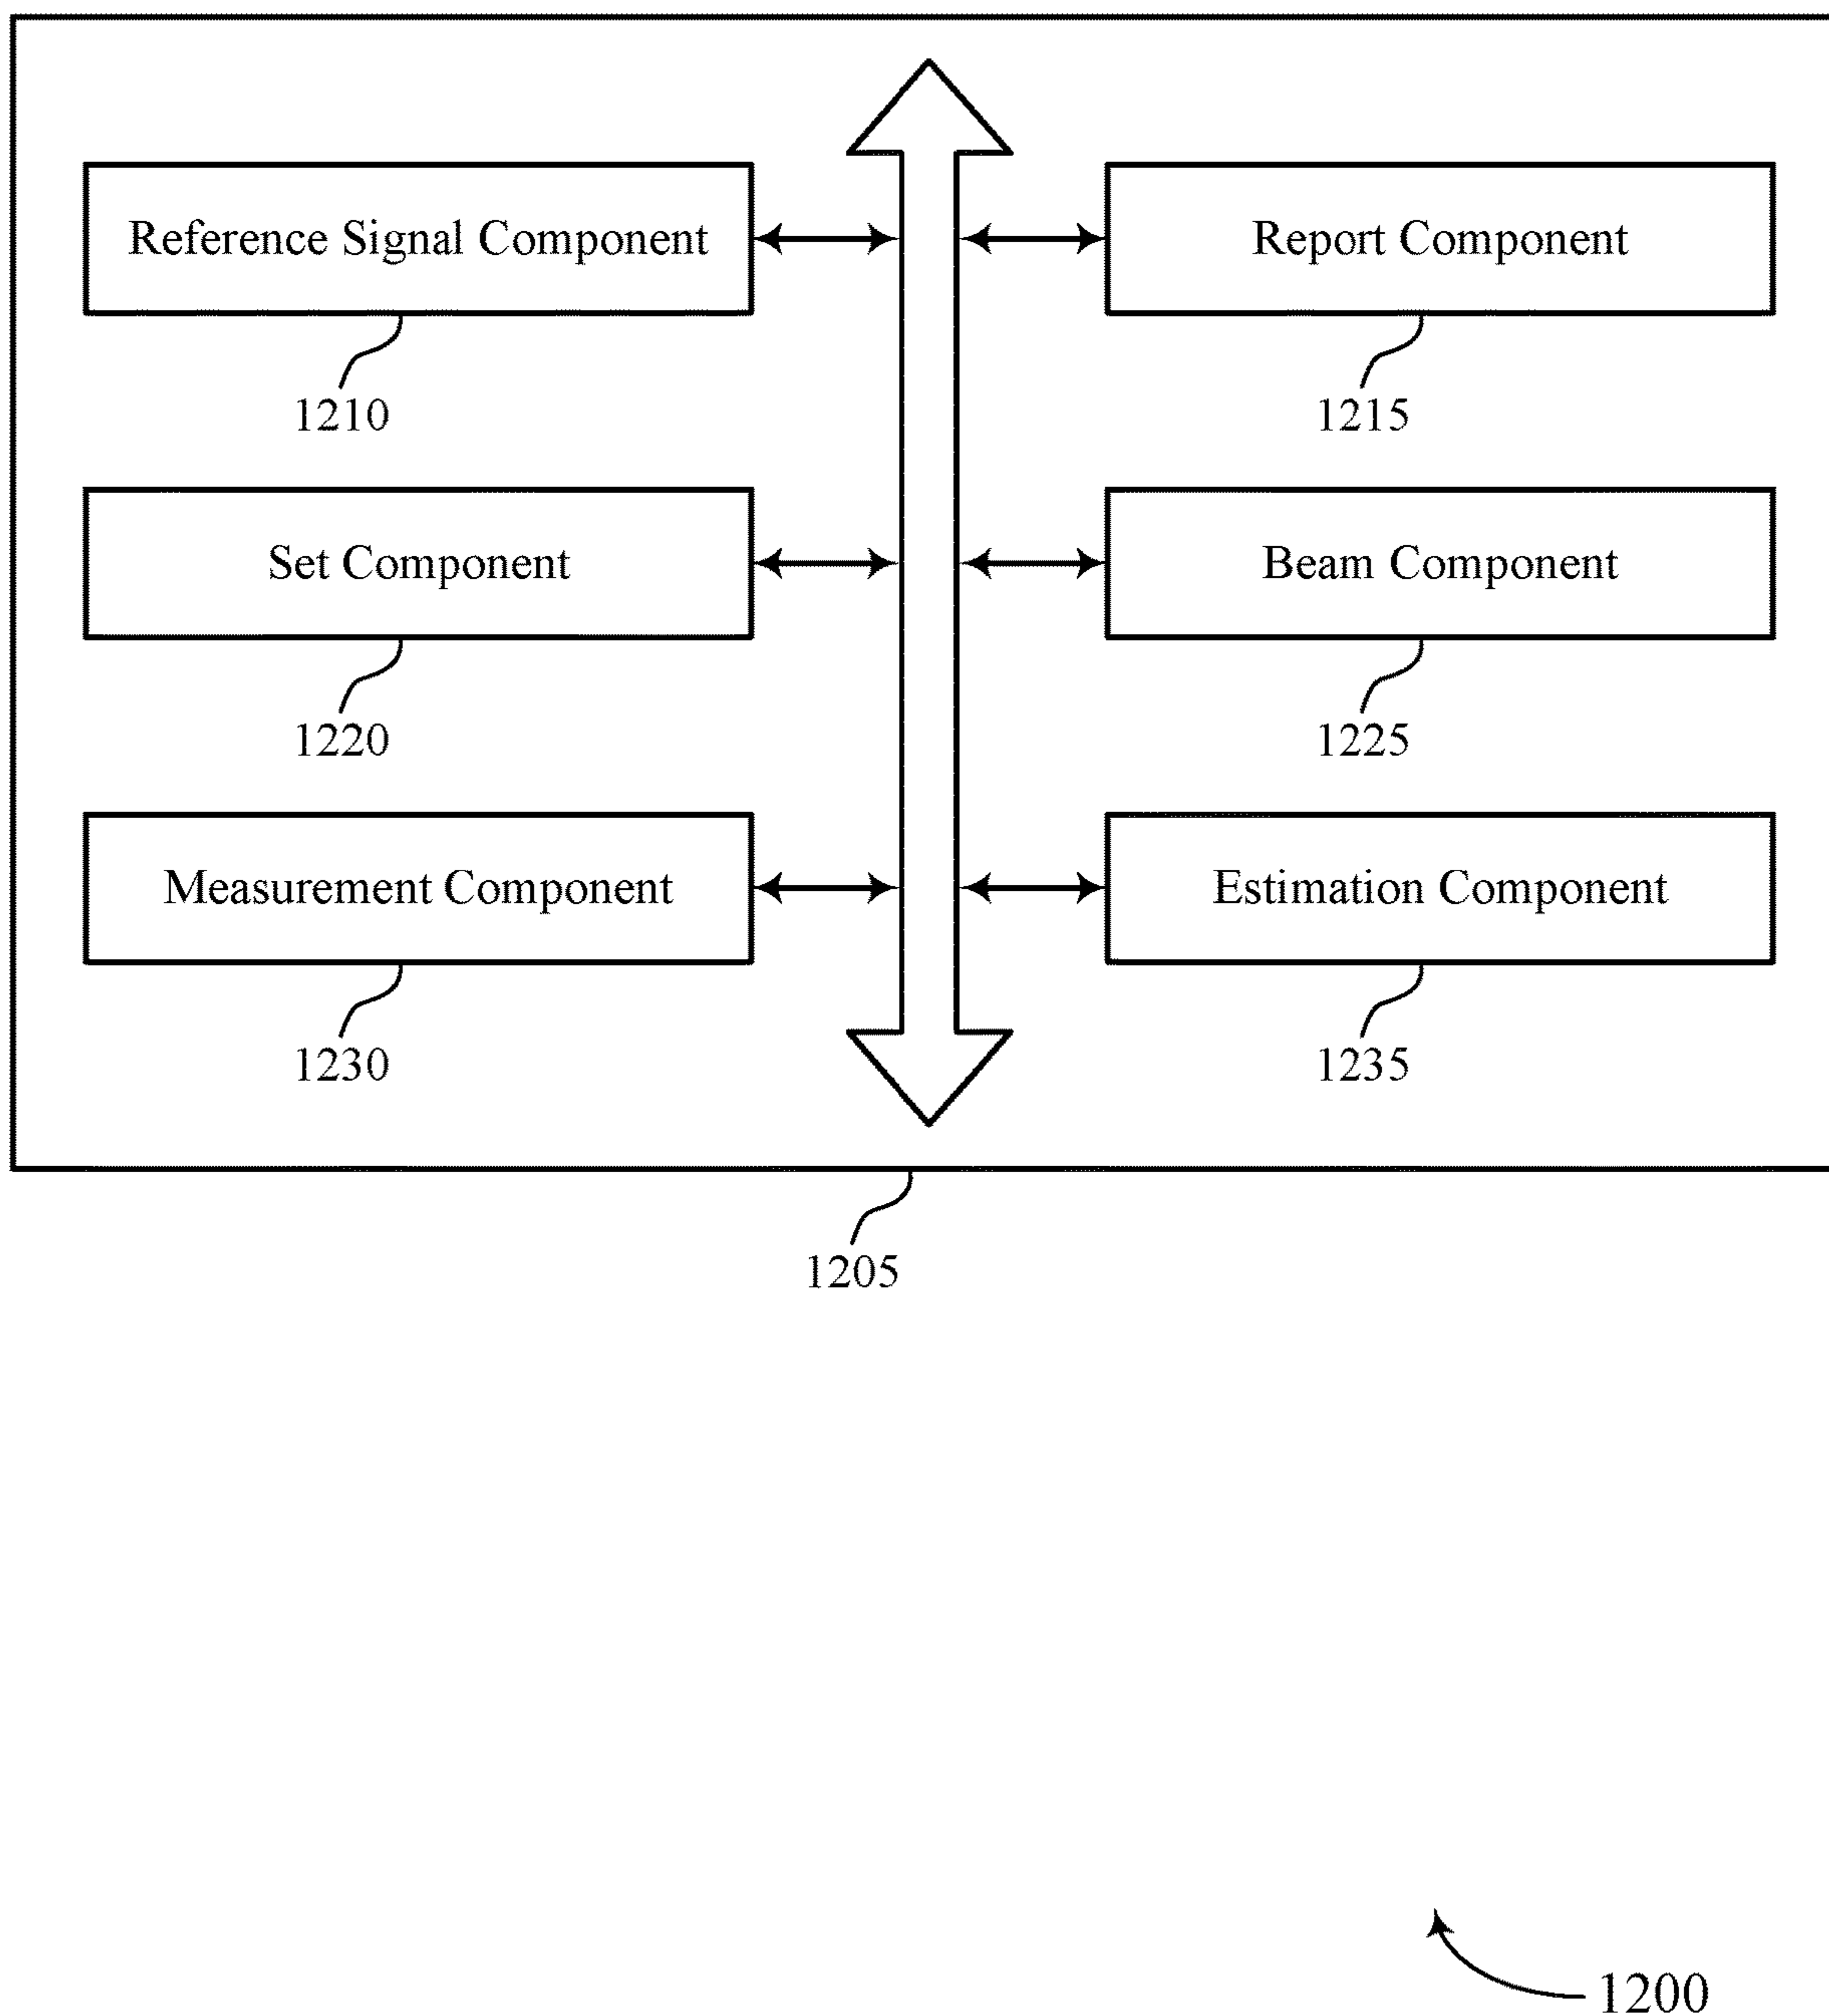 Reference Signal Component
Report Component
1210
1215
Set Component
Beam Component
1220
1225
Measurement Component
Estimation Component
1230
1235
1205
1200